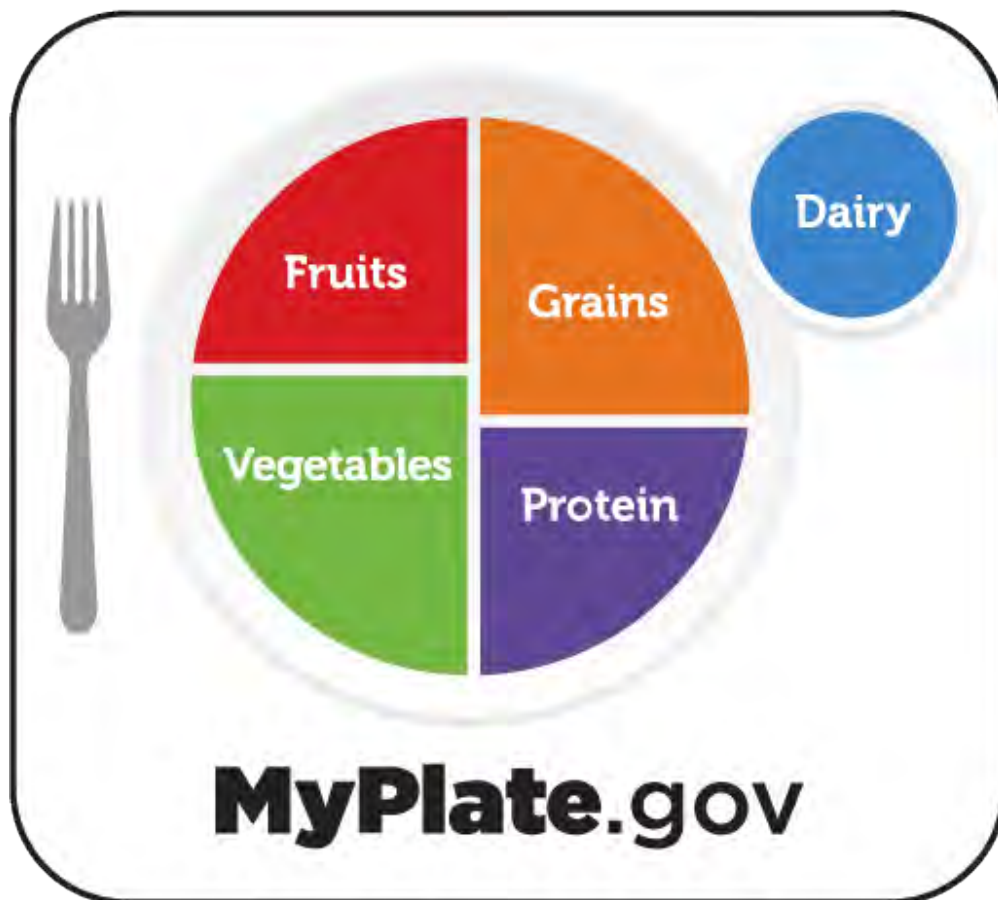 Fruits
Grains
Dairy
Vegetables
Protein
MyPlate.gov